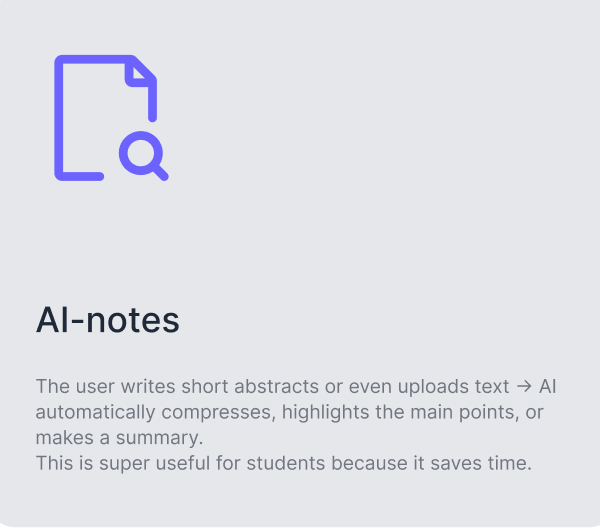 AI-notes
The user writes short abstracts or even uploads text → AI
automatically compresses, highlights the main points, or
makes a summary.
This is super useful for students because it saves time.